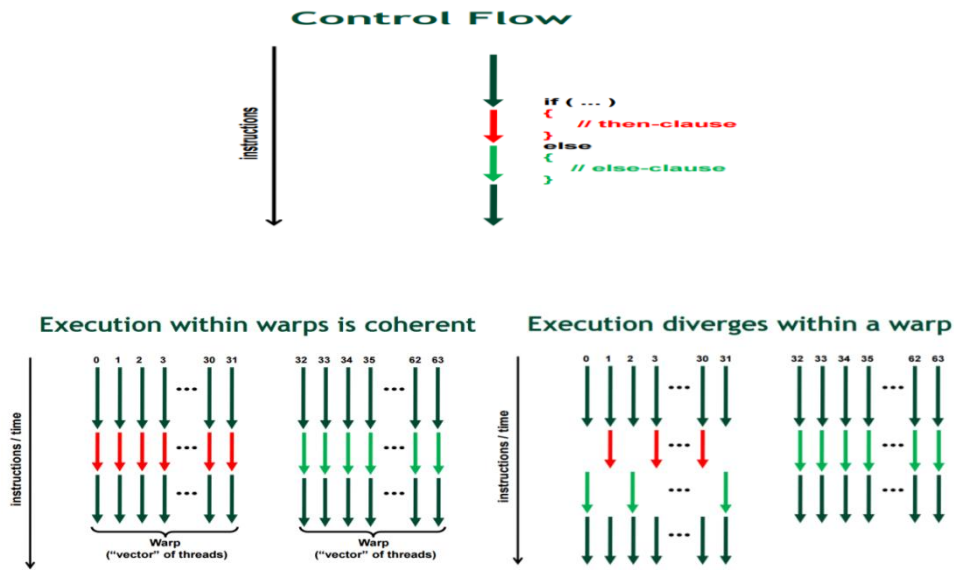 Control Flow
instructions
if ( ... )
{
// then-clause
}
else
{
// else-clause
}
Execution within warps is coherent
instructions / time
0 1 2 3 30 31
...
...
...
Warp
("vector" of threads)
32 33 34 35 62 63
...
...
...
Warp
("vector" of threads)
Execution diverges within a warp
instructions / time
0 1 2 3 30 31
...
...
...
...
32 33 34 35 62 63
...
...
...